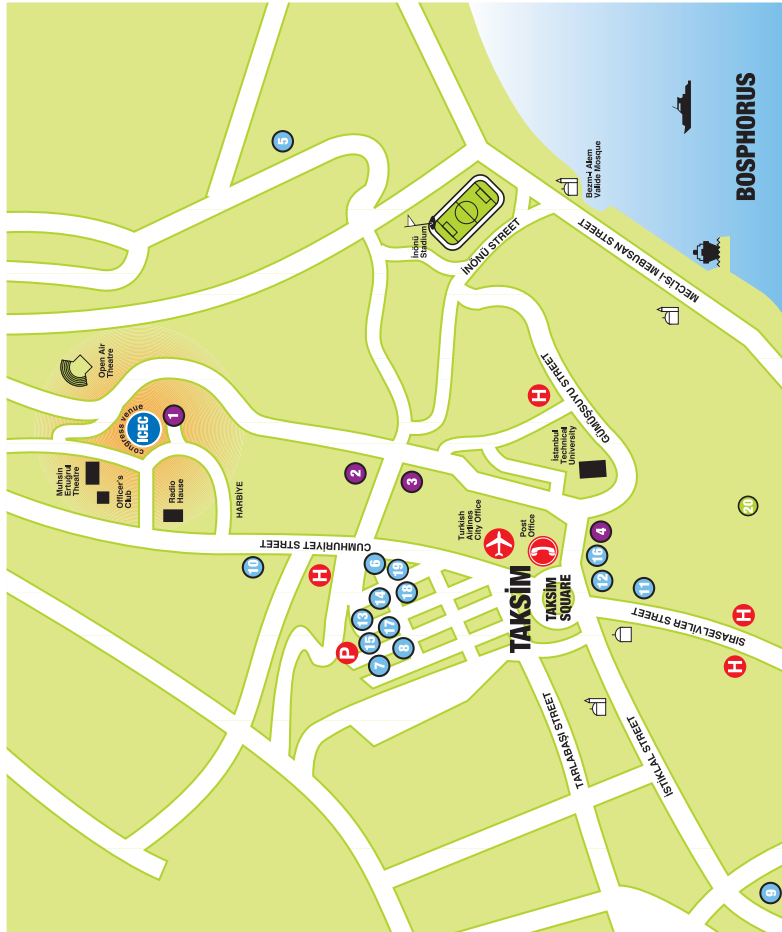 BOSPHORUS
5
Bezm-i Alem
Valide Mosque
İnönü
Stadium
İNÖNÜ STREET
MECLİS-İ MEBUSAN STREET
Open Air
Theatre
congress venue
ICEC
1
Muhsin
Ertuğrul
Theatre
Officer's
Club
Radio
Hause
HARBİYE
GÜMÜŞSUYU STREET
H
İstanbul
Technical
University
2
3
CUMHURİYET STREET
10
H
Turkish
Airlines
City Office
Post
Office
4
20
6
19
16
14
18
12
11
13
17
15
8
7
P
TAKSİM
TAKSİM
SQUARE
SIRASELVİLER STREET
H
H
TARLABAŞI STREET
İSTİKLAL STREET
9